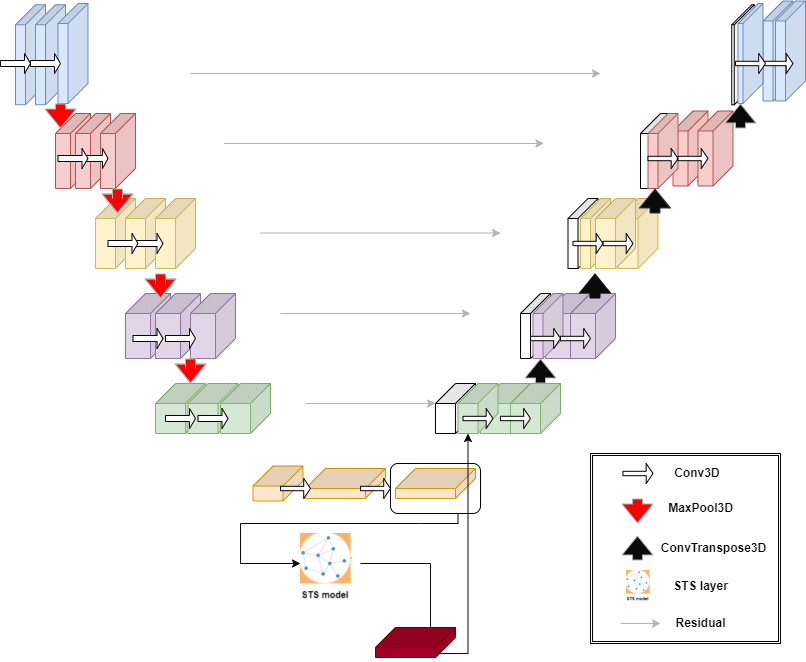 STS model
Conv3D
MaxPool3D
ConvTranspose3D
STS model
STS layer
Residual